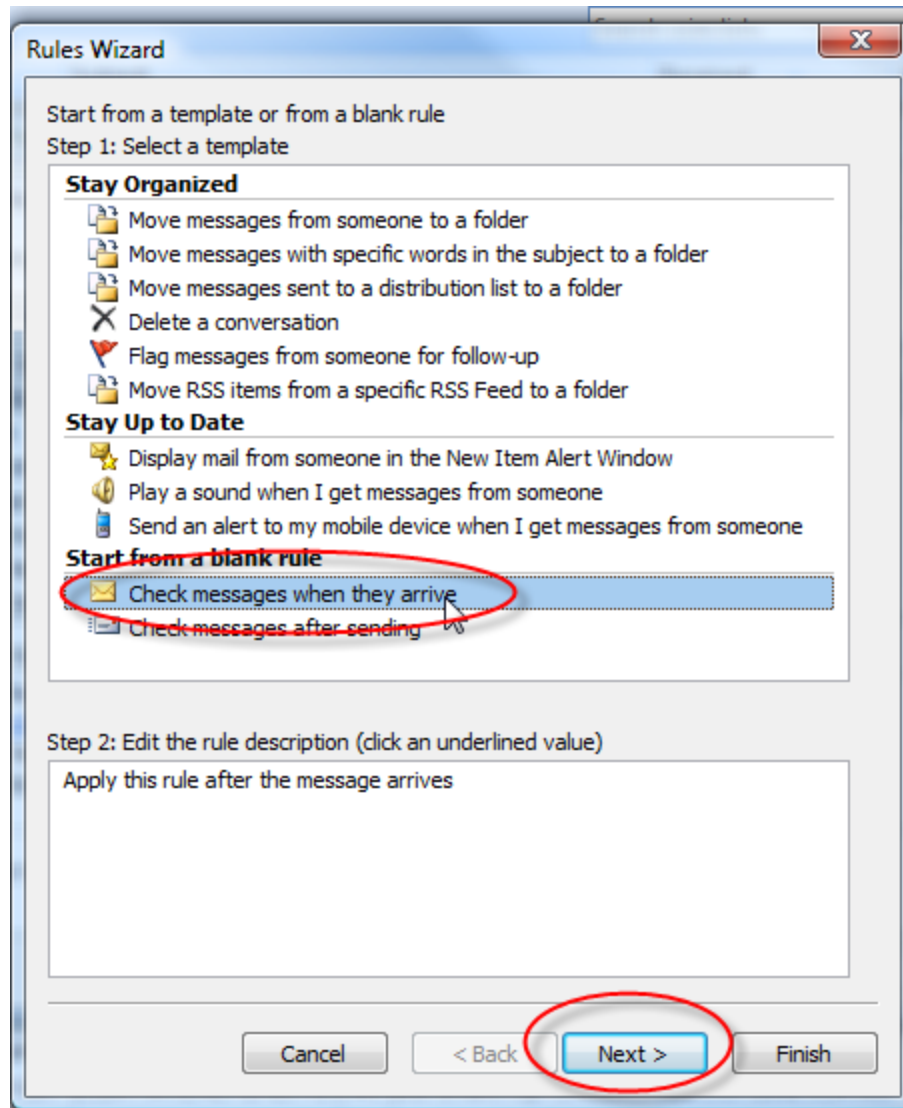 Rules Wizard
Start from a template or from a blank rule
Step 1: Select a template
Stay Organized
Move messages from someone to a folder
Move messages with specific words in the subject to a folder
Move messages sent to a distribution list to a folder
Delete a conversation
Flag messages from someone for follow-up
Move RSS items from a specific RSS Feed to a folder
Stay Up to Date
Display mail from someone in the New Item Alert Window
Play a sound when I get messages from someone
Send an alert to my mobile device when I get messages from someone
Start from a blank rule
Check messages when they arrive
Check messages after sending
Step 2: Edit the rule description (click an underlined value)
Apply this rule after the message arrives
Cancel
< Back
Next >
Finish